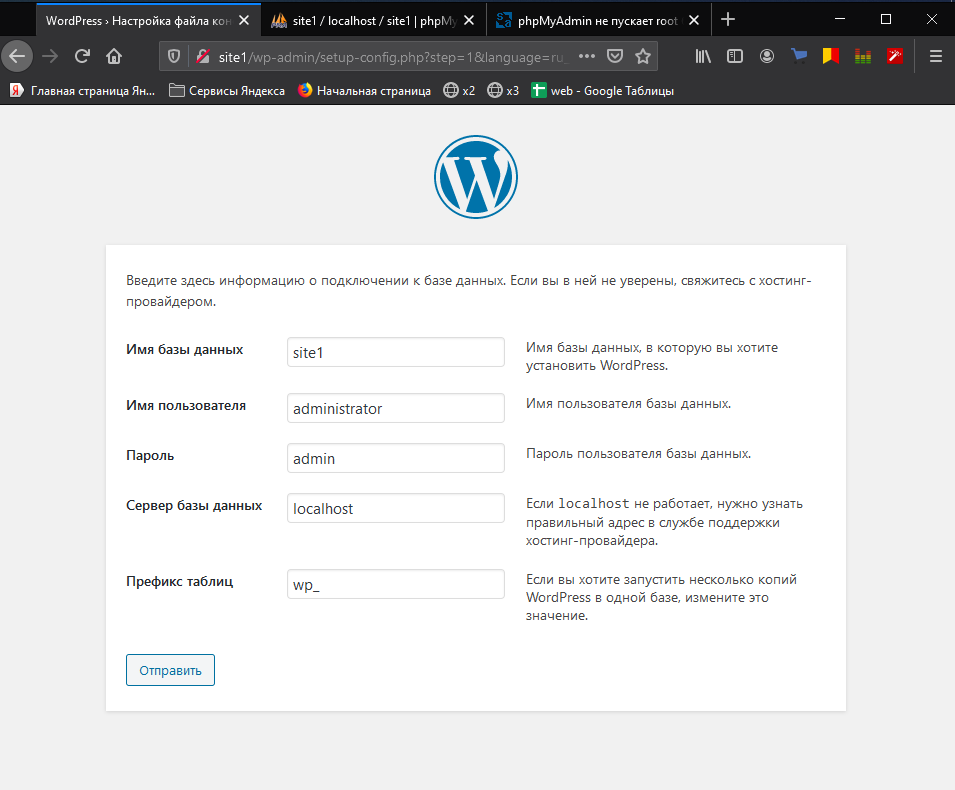 WordPress › Настройка файла кон
site1 / localhost / site1 | phpMy
phpMyAdmin не пускает root
site1/wp-admin/setup-config.php?step=1&language=ru_
Главная страница Ян...
Сервисы Яндекса
Начальная страница
x2
x3
web - Google Таблицы
Введите здесь информацию о подключении к базе данных. Если вы в ней не уверены, свяжитесь с хостинг-
провайдером.
Имя базы данных
site1
Имя базы данных, в которую вы хотите
установить WordPress.
Имя пользователя
administrator
Имя пользователя базы данных.
Пароль
admin
Пароль пользователя базы данных.
Сервер базы данных
localhost
Если localhost не работает, нужно узнать
правильный адрес в службе поддержки
хостинг-провайдера.
Префикс таблиц
wp_
Если вы хотите запустить несколько копий
WordPress в одной базе, измените это
значение.
Отправить